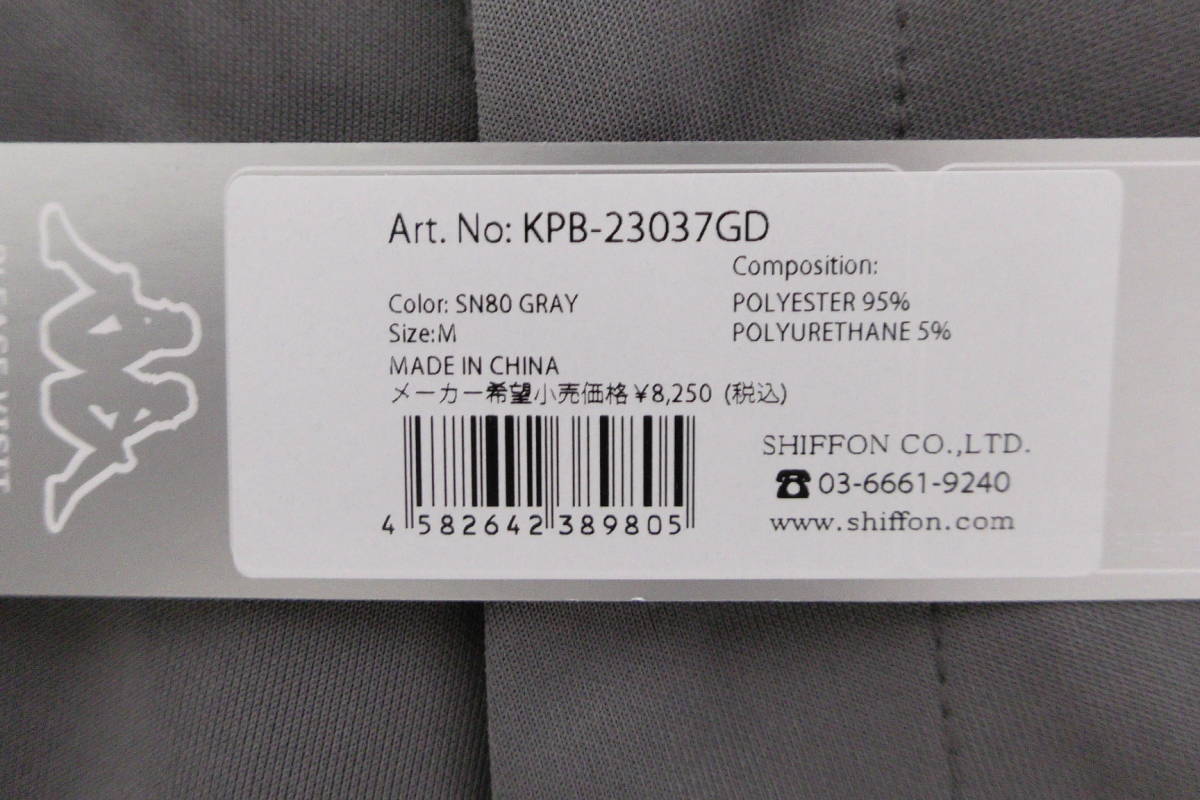 Art. No: KPB-23037GD
Composition:
Color: SN80 GRAY
POLYESTER 95%
Size:M
POLYURETHANE 5%
MADE IN CHINA
メーカー希望小売価格¥8,250 (税込)
4 582642 389805
SHIFFON CO.,LTD.
03-6661-9240
www.shiffon.com
PLEASE VISIT